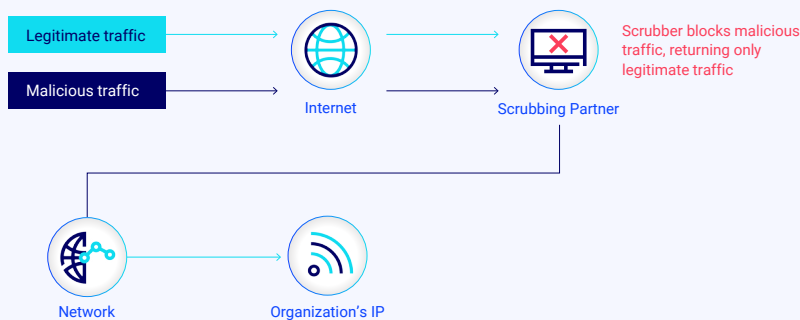 Legitimate traffic
Malicious traffic
Internet
Scrubbing Partner
Scrubber blocks malicious
traffic, returning only
legitimate traffic
Network
Organization’s IP